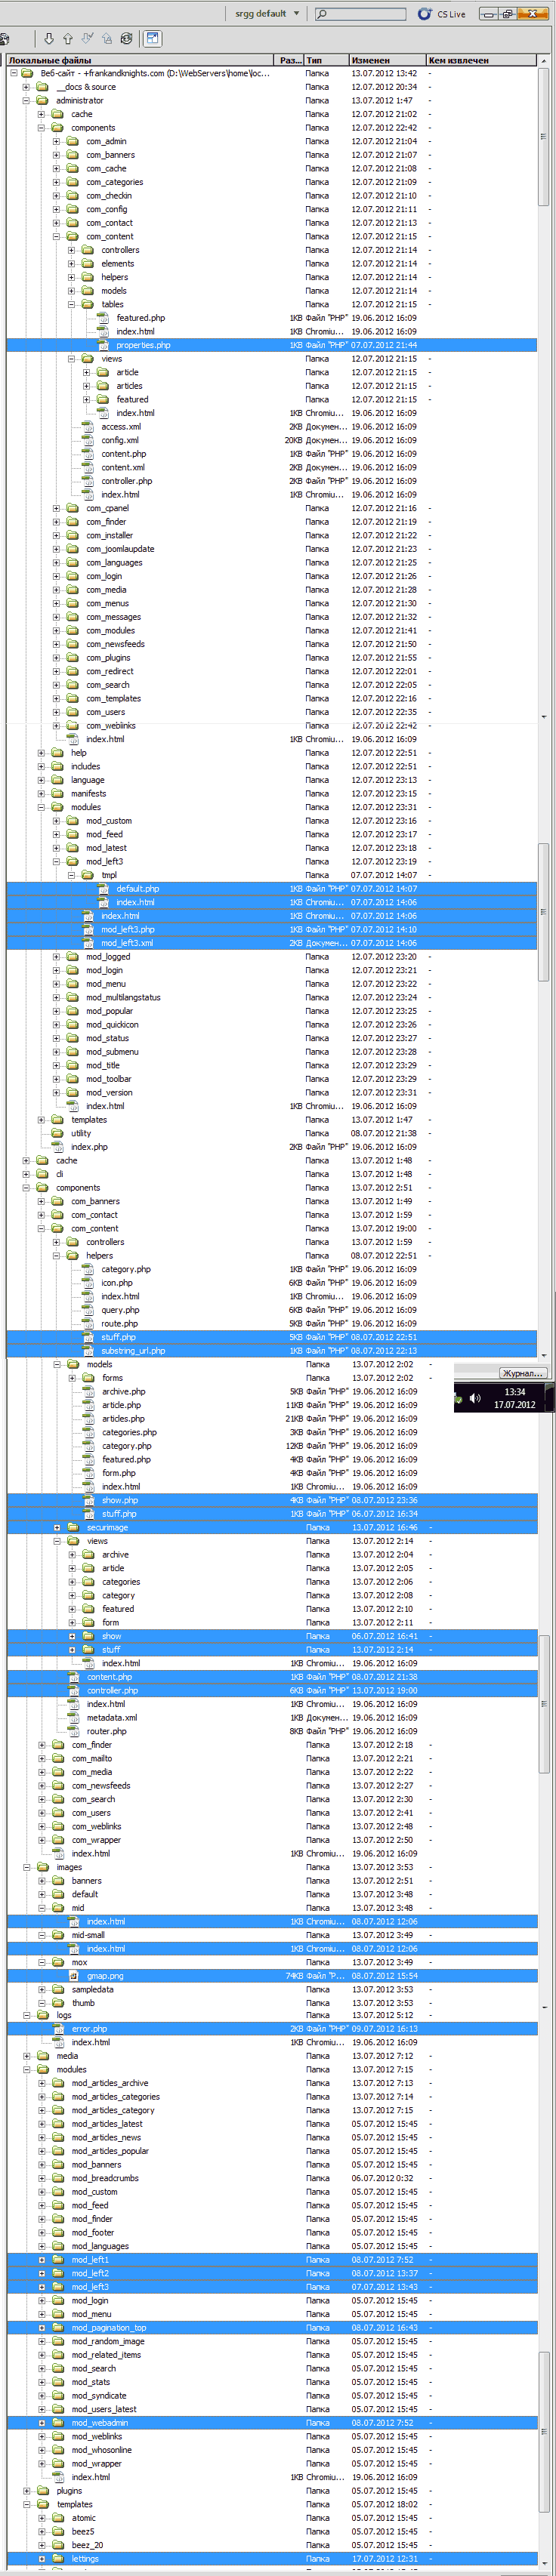 srgg default CS Live
Локальные файлы Раз... Тип Изменен Кем извлечен
Веб-сайт - +frankandknights.com (D:\WebServers\home\loc... Папка 13.07.2012 13:42 -
__docs & source Папка 12.07.2012 20:34 -
administrator Папка 13.07.2012 1:47 -
cache Папка 12.07.2012 21:02 -
components Папка 12.07.2012 22:42 -
com_admin Папка 12.07.2012 21:04 -
com_banners Папка 12.07.2012 21:07 -
com_cache Папка 12.07.2012 21:08 -
com_categories Папка 12.07.2012 21:09 -
com_checkin Папка 12.07.2012 21:10 -
com_config Папка 12.07.2012 21:11 -
com_contact Папка 12.07.2012 21:13 -
com_content Папка 12.07.2012 21:15 -
controllers Папка 12.07.2012 21:14 -
elements Папка 12.07.2012 21:14 -
helpers Папка 12.07.2012 21:14 -
models Папка 12.07.2012 21:14 -
tables Папка 12.07.2012 21:15 -
featured.php 1KB Файл "PHP" 19.06.2012 16:09
index.html 1KB Chromiu... 19.06.2012 16:09
properties.php 1KB Файл "PHP" 07.07.2012 21:44
views Папка 12.07.2012 21:15 -
article Папка 12.07.2012 21:15 -
articles Папка 12.07.2012 21:15 -
featured Папка 12.07.2012 21:15 -
index.html 1KB Chromiu... 19.06.2012 16:09
access.xml 2KB Докумен... 19.06.2012 16:09
config.xml 20KB Докумен... 19.06.2012 16:09
content.php 1KB Файл "PHP" 19.06.2012 16:09
content.xml 2KB Докумен... 19.06.2012 16:09
controller.php 2KB Файл "PHP" 19.06.2012 16:09
index.html 1KB Chromiu... 19.06.2012 16:09
com_cpanel Папка 12.07.2012 21:16 -
com_finder Папка 12.07.2012 21:19 -
com_installer Папка 12.07.2012 21:22 -
com_joomlaupdate Папка 12.07.2012 21:23 -
com_languages Папка 12.07.2012 21:25 -
com_login Папка 12.07.2012 21:26 -
com_media Папка 12.07.2012 21:28 -
com_menus Папка 12.07.2012 21:30 -
com_messages Папка 12.07.2012 21:32 -
com_modules Папка 12.07.2012 21:41 -
com_newsfeeds Папка 12.07.2012 21:50 -
com_plugins Папка 12.07.2012 21:55 -
com_redirect Папка 12.07.2012 22:01 -
com_search Папка 12.07.2012 22:05 -
com_templates Папка 12.07.2012 22:16 -
com_users Папка 12.07.2012 22:35 -
com_weblinks Папка 12.07.2012 22:42 -
index.html 1KB Chromiu... 19.06.2012 16:09
help Папка 12.07.2012 22:51 -
includes Папка 12.07.2012 22:51 -
language Папка 12.07.2012 23:13 -
manifests Папка 12.07.2012 23:15 -
modules Папка 12.07.2012 23:31 -
mod_custom Папка 12.07.2012 23:16 -
mod_feed Папка 12.07.2012 23:17 -
mod_latest Папка 12.07.2012 23:18 -
mod_left3 Папка 12.07.2012 23:19 -
tmpl Папка 07.07.2012 14:07 -
default.php 1KB Файл "PHP" 07.07.2012 14:07
index.html 1KB Chromiu... 07.07.2012 14:06
index.html 1KB Chromiu... 07.07.2012 14:06
mod_left3.php 1KB Файл "PHP" 07.07.2012 14:10
mod_left3.xml 2KB Докумен... 07.07.2012 14:06
mod_logged Папка 12.07.2012 23:20 -
mod_login Папка 12.07.2012 23:21 -
mod_menu Папка 12.07.2012 23:22 -
mod_multilangstatus Папка 12.07.2012 23:24 -
mod_popular Папка 12.07.2012 23:25 -
mod_quickicon Папка 12.07.2012 23:26 -
mod_status Папка 12.07.2012 23:27 -
mod_submenu Папка 12.07.2012 23:28 -
mod_title Папка 12.07.2012 23:29 -
mod_toolbar Папка 12.07.2012 23:29 -
mod_version Папка 12.07.2012 23:31 -
index.html 1KB Chromiu... 19.06.2012 16:09
templates Папка 13.07.2012 1:47 -
utility Папка 08.07.2012 21:38 -
index.php 2KB Файл "PHP" 19.06.2012 16:09
cache Папка 13.07.2012 1:48 -
cli Папка 13.07.2012 1:48 -
components Папка 13.07.2012 2:51 -
com_banners Папка 13.07.2012 1:49 -
com_contact Папка 13.07.2012 1:59 -
com_content Папка 13.07.2012 19:00 -
controllers Папка 13.07.2012 1:59 -
helpers Папка 08.07.2012 22:51 -
category.php 1KB Файл "PHP" 19.06.2012 16:09
icon.php 6KB Файл "PHP" 19.06.2012 16:09
index.html 1KB Chromiu... 19.06.2012 16:09
query.php 6KB Файл "PHP" 19.06.2012 16:09
route.php 5KB Файл "PHP" 19.06.2012 16:09
stuff.php 5KB Файл "PHP" 08.07.2012 22:51
substring_url.php 1KB Файл "PHP" 08.07.2012 22:13
models Папка 13.07.2012 2:02 -
Журнал...
forms Папка 13.07.2012 2:02 -
archive.php 5KB Файл "PHP" 19.06.2012 16:09
13:34
article.php 11KB Файл "PHP" 19.06.2012 16:09
17.07.2012
articles.php 21KB Файл "PHP" 19.06.2012 16:09
categories.php 3KB Файл "PHP" 19.06.2012 16:09
category.php 12KB Файл "PHP" 19.06.2012 16:09
featured.php 4KB Файл "PHP" 19.06.2012 16:09
form.php 4KB Файл "PHP" 19.06.2012 16:09
index.html 1KB Chromiu... 19.06.2012 16:09
show.php 4KB Файл "PHP" 08.07.2012 23:36
stuff.php 1KB Файл "PHP" 06.07.2012 16:34
securimage Папка 13.07.2012 16:46 -
views Папка 13.07.2012 2:14 -
archive Папка 13.07.2012 2:04 -
article Папка 13.07.2012 2:05 -
categories Папка 13.07.2012 2:06 -
category Папка 13.07.2012 2:08 -
featured Папка 13.07.2012 2:10 -
form Папка 13.07.2012 2:11 -
show Папка 06.07.2012 16:41 -
stuff Папка 13.07.2012 2:14 -
index.html 1KB Chromiu... 19.06.2012 16:09
content.php 1KB Файл "PHP" 08.07.2012 21:38
controller.php 6KB Файл "PHP" 13.07.2012 19:00
index.html 1KB Chromiu... 19.06.2012 16:09
metadata.xml 1KB Докумен... 19.06.2012 16:09
router.php 8KB Файл "PHP" 19.06.2012 16:09
com_finder Папка 13.07.2012 2:18 -
com_mailto Папка 13.07.2012 2:21 -
com_media Папка 13.07.2012 2:22 -
com_newsfeeds Папка 13.07.2012 2:27 -
com_search Папка 13.07.2012 2:30 -
com_users Папка 13.07.2012 2:41 -
com_weblinks Папка 13.07.2012 2:48 -
com_wrapper Папка 13.07.2012 2:50 -
index.html 1KB Chromiu... 19.06.2012 16:09
images Папка 13.07.2012 3:53 -
banners Папка 13.07.2012 2:51 -
default Папка 13.07.2012 3:48 -
mid Папка 13.07.2012 3:48 -
index.html 1KB Chromiu... 08.07.2012 12:06
mid-small Папка 13.07.2012 3:49 -
index.html 1KB Chromiu... 08.07.2012 12:06
mox Папка 13.07.2012 3:49 -
gmap.png 74KB Файл "P... 08.07.2012 15:54
sampledata Папка 13.07.2012 3:53 -
thumb Папка 13.07.2012 3:53 -
logs Папка 13.07.2012 5:12 -
error.php 2KB Файл "PHP" 09.07.2012 16:13
index.html 1KB Chromiu... 19.06.2012 16:09
media Папка 13.07.2012 7:12 -
modules Папка 13.07.2012 7:15 -
mod_articles_archive Папка 13.07.2012 7:13 -
mod_articles_categories Папка 13.07.2012 7:14 -
mod_articles_category Папка 13.07.2012 7:15 -
mod_articles_latest Папка 05.07.2012 15:45 -
mod_articles_news Папка 05.07.2012 15:45 -
mod_articles_popular Папка 05.07.2012 15:45 -
mod_banners Папка 05.07.2012 15:45 -
mod_breadcrumbs Папка 06.07.2012 0:32 -
mod_custom Папка 05.07.2012 15:45 -
mod_feed Папка 05.07.2012 15:45 -
mod_finder Папка 05.07.2012 15:45 -
mod_footer Папка 05.07.2012 15:45 -
mod_languages Папка 05.07.2012 15:45 -
mod_left1 Папка 08.07.2012 7:52 -
mod_left2 Папка 08.07.2012 13:37 -
mod_left3 Папка 07.07.2012 13:43 -
mod_login Папка 05.07.2012 15:45 -
mod_menu Папка 05.07.2012 15:45 -
mod_pagination_top Папка 08.07.2012 16:43 -
mod_random_image Папка 05.07.2012 15:45 -
mod_related_items Папка 05.07.2012 15:45 -
mod_search Папка 05.07.2012 15:45 -
mod_stats Папка 05.07.2012 15:45 -
mod_syndicate Папка 05.07.2012 15:45 -
mod_users_latest Папка 05.07.2012 15:45 -
mod_webadmin Папка 08.07.2012 7:52 -
mod_weblinks Папка 05.07.2012 15:45 -
mod_whosonline Папка 05.07.2012 15:45 -
mod_wrapper Папка 05.07.2012 15:45 -
index.html 1KB Chromiu... 19.06.2012 16:09
plugins Папка 05.07.2012 15:45 -
templates Папка 05.07.2012 18:02 -
atomic Папка 05.07.2012 15:45 -
beez5 Папка 05.07.2012 15:45 -
beez_20 Папка 05.07.2012 15:45 -
lettings Папка 17.07.2012 12:31 -